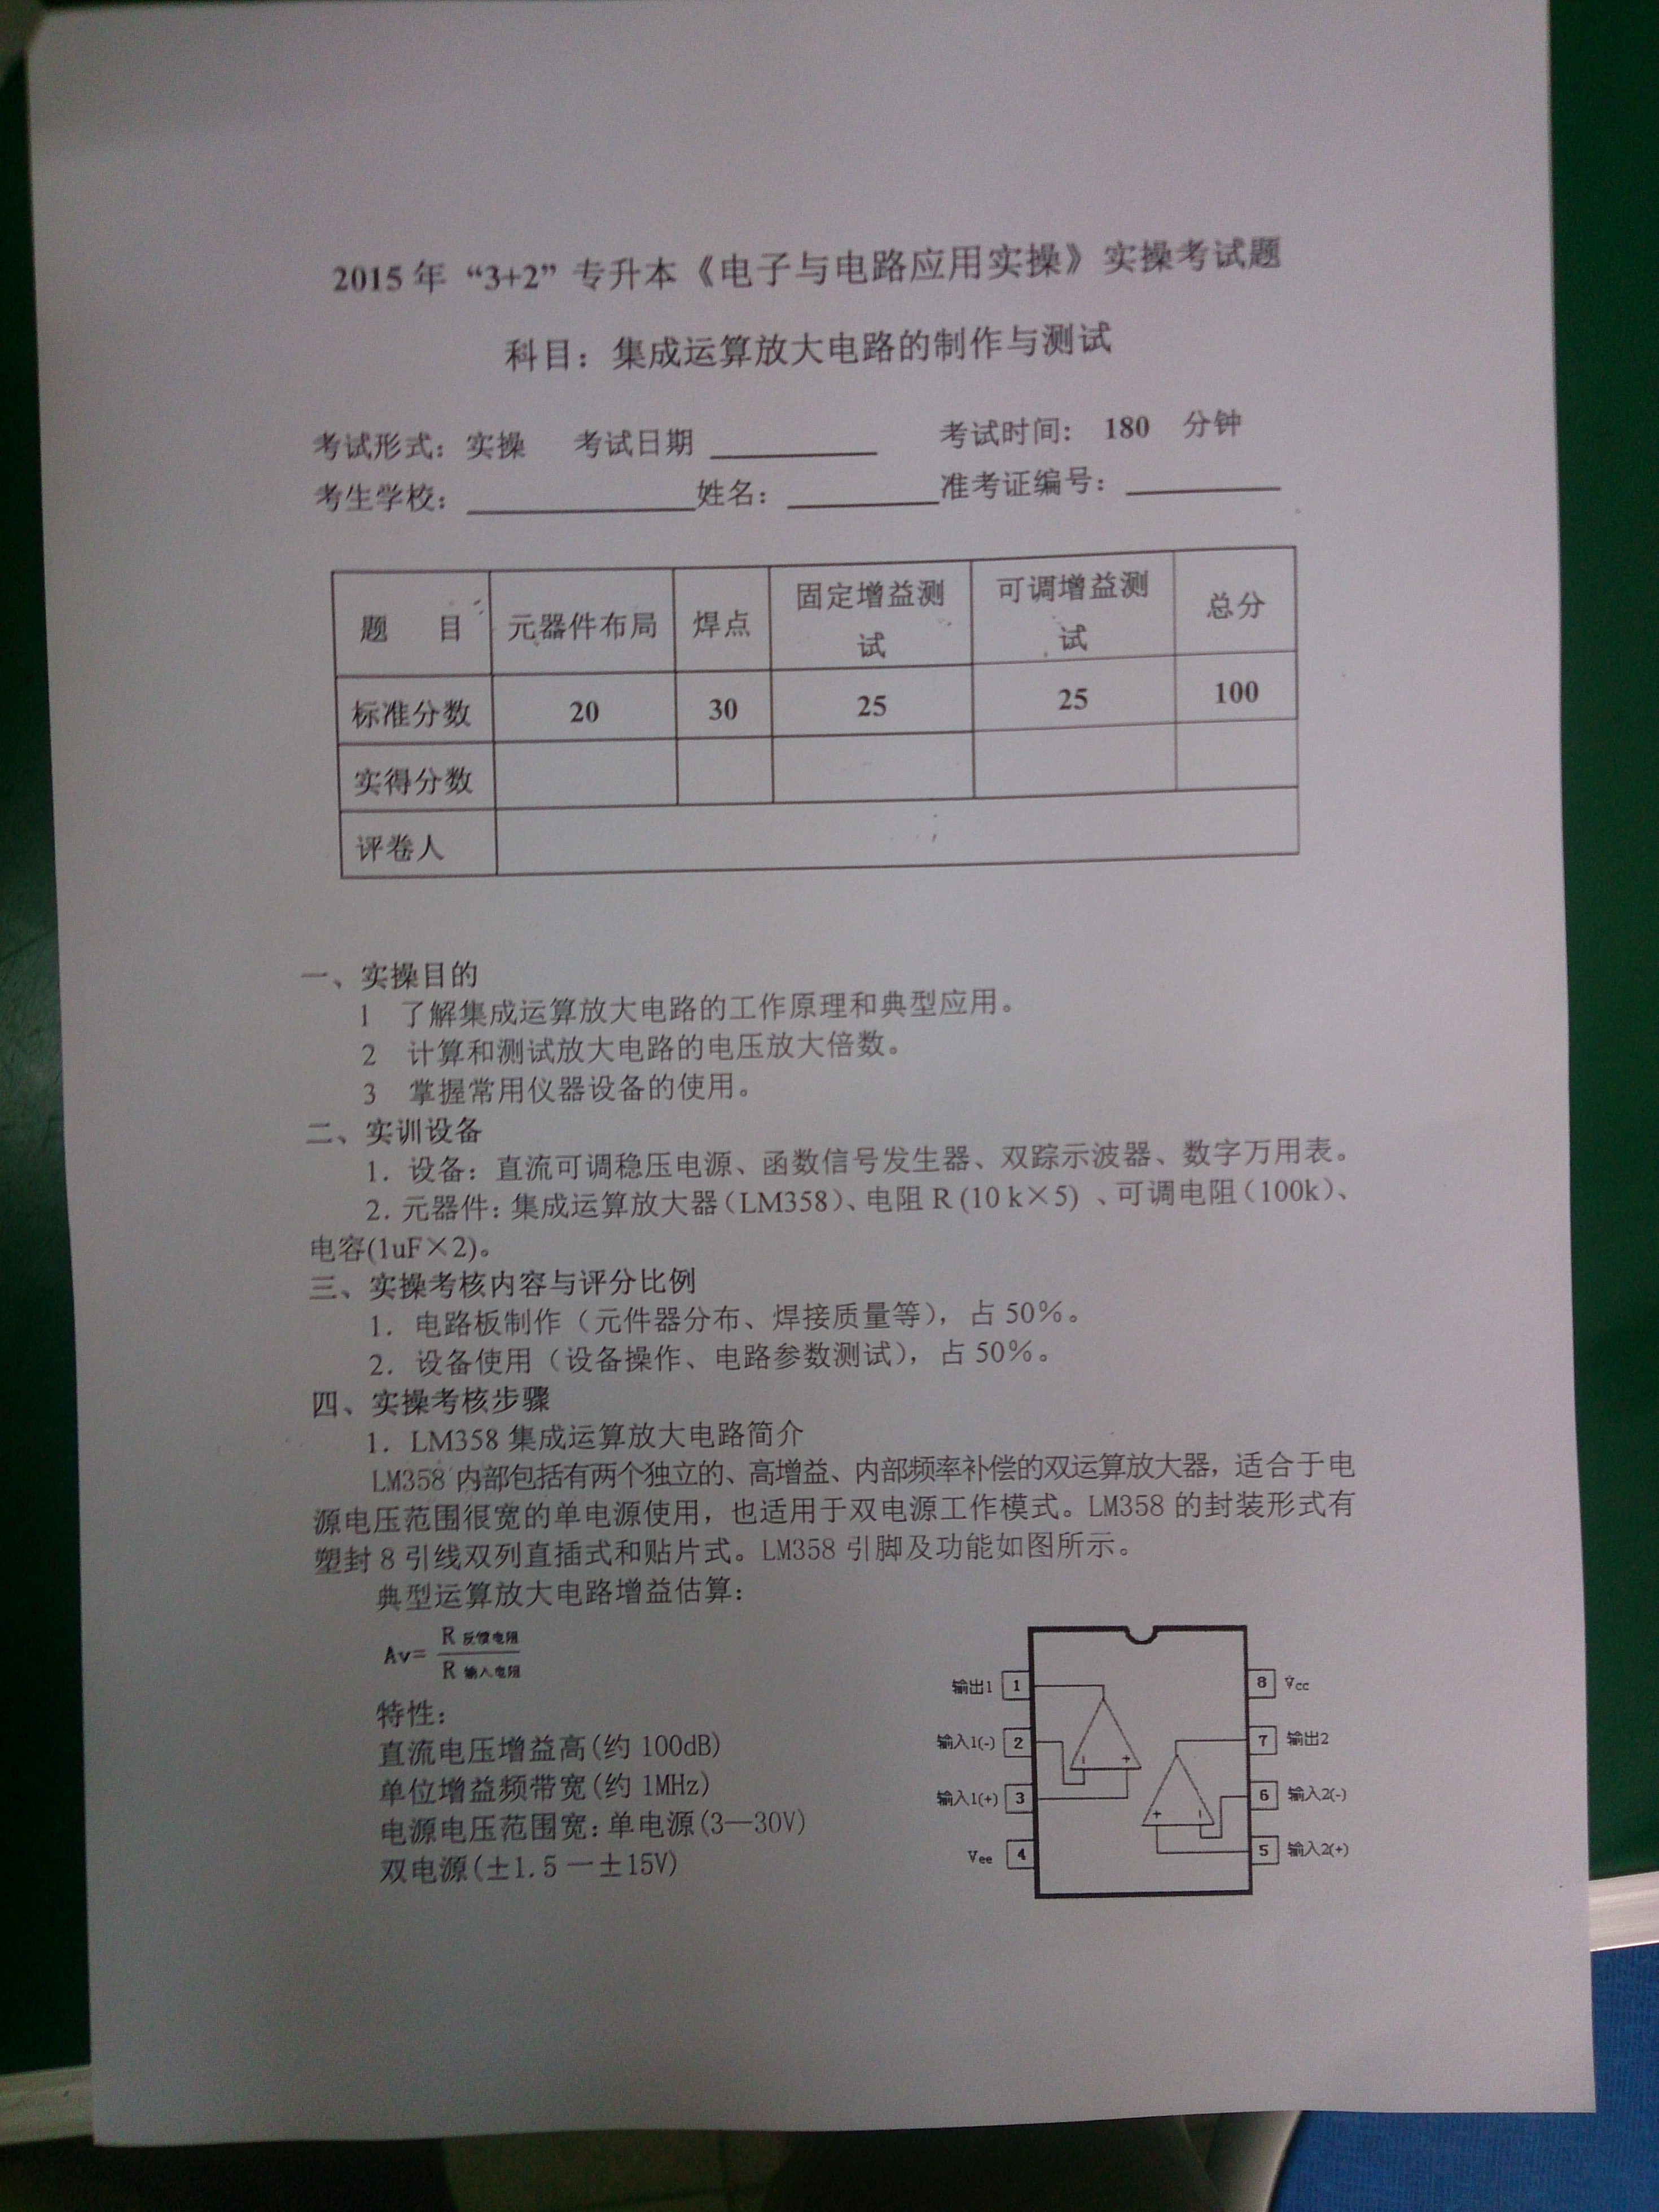 2015 年“3+2”专升本《电子与电路应用实操》实操考试题
科目：集成运算放大电路的制作与测试
考试形式：实操 考试日期 考试时间: 180 分钟
考生学校： 姓名： 准考证编号：
题 目 元器件布局 焊点 固定增益测试 可调增益测试 总分
标准分数 20 30 25 25 100
实得分数
评卷人
一、实操目的
1 了解集成运算放大电路的工作原理和典型应用。
2 计算和测试放大电路的电压放大倍数。
3 掌握常用仪器设备的使用。
二、实训设备
1. 设备：直流可调稳压电源、函数信号发生器、双踪示波器、数字万用表。
2. 元器件：集成运算放大器（LM358）、电阻 R (10 k×5) 、可调电阻（100k）、
电容(1uF×2)。
三、实操考核内容与评分比例
1. 电路板制作（元件器分布、焊接质量等），占 50%。
2. 设备使用（设备操作、电路参数测试），占 50%。
四、实操考核步骤
1. LM358 集成运算放大电路简介
LM358 内部包括有两个独立的、高增益、内部频率补偿的双运算放大器，适合于电
源电压范围很宽的单电源使用，也适用于双电源工作模式。LM358 的封装形式有
塑封 8 引线双列直插式和贴片式。LM358 引脚及功能如图所示。
典型运算放大电路增益估算：
Av= R 反馈电阻
R 输入电阻
特性：
直流电压增益高(约 100dB)
单位增益频带宽(约 1MHz)
电源电压范围宽：单电源(3—30V)
双电源(±1.5 一±15V)
输出1 1 8 Vcc
输入1(-) 2 7 输出2
输入1(+) 3 6 输入2(-)
Vee 4 5 输入2(+)
- +
+ -